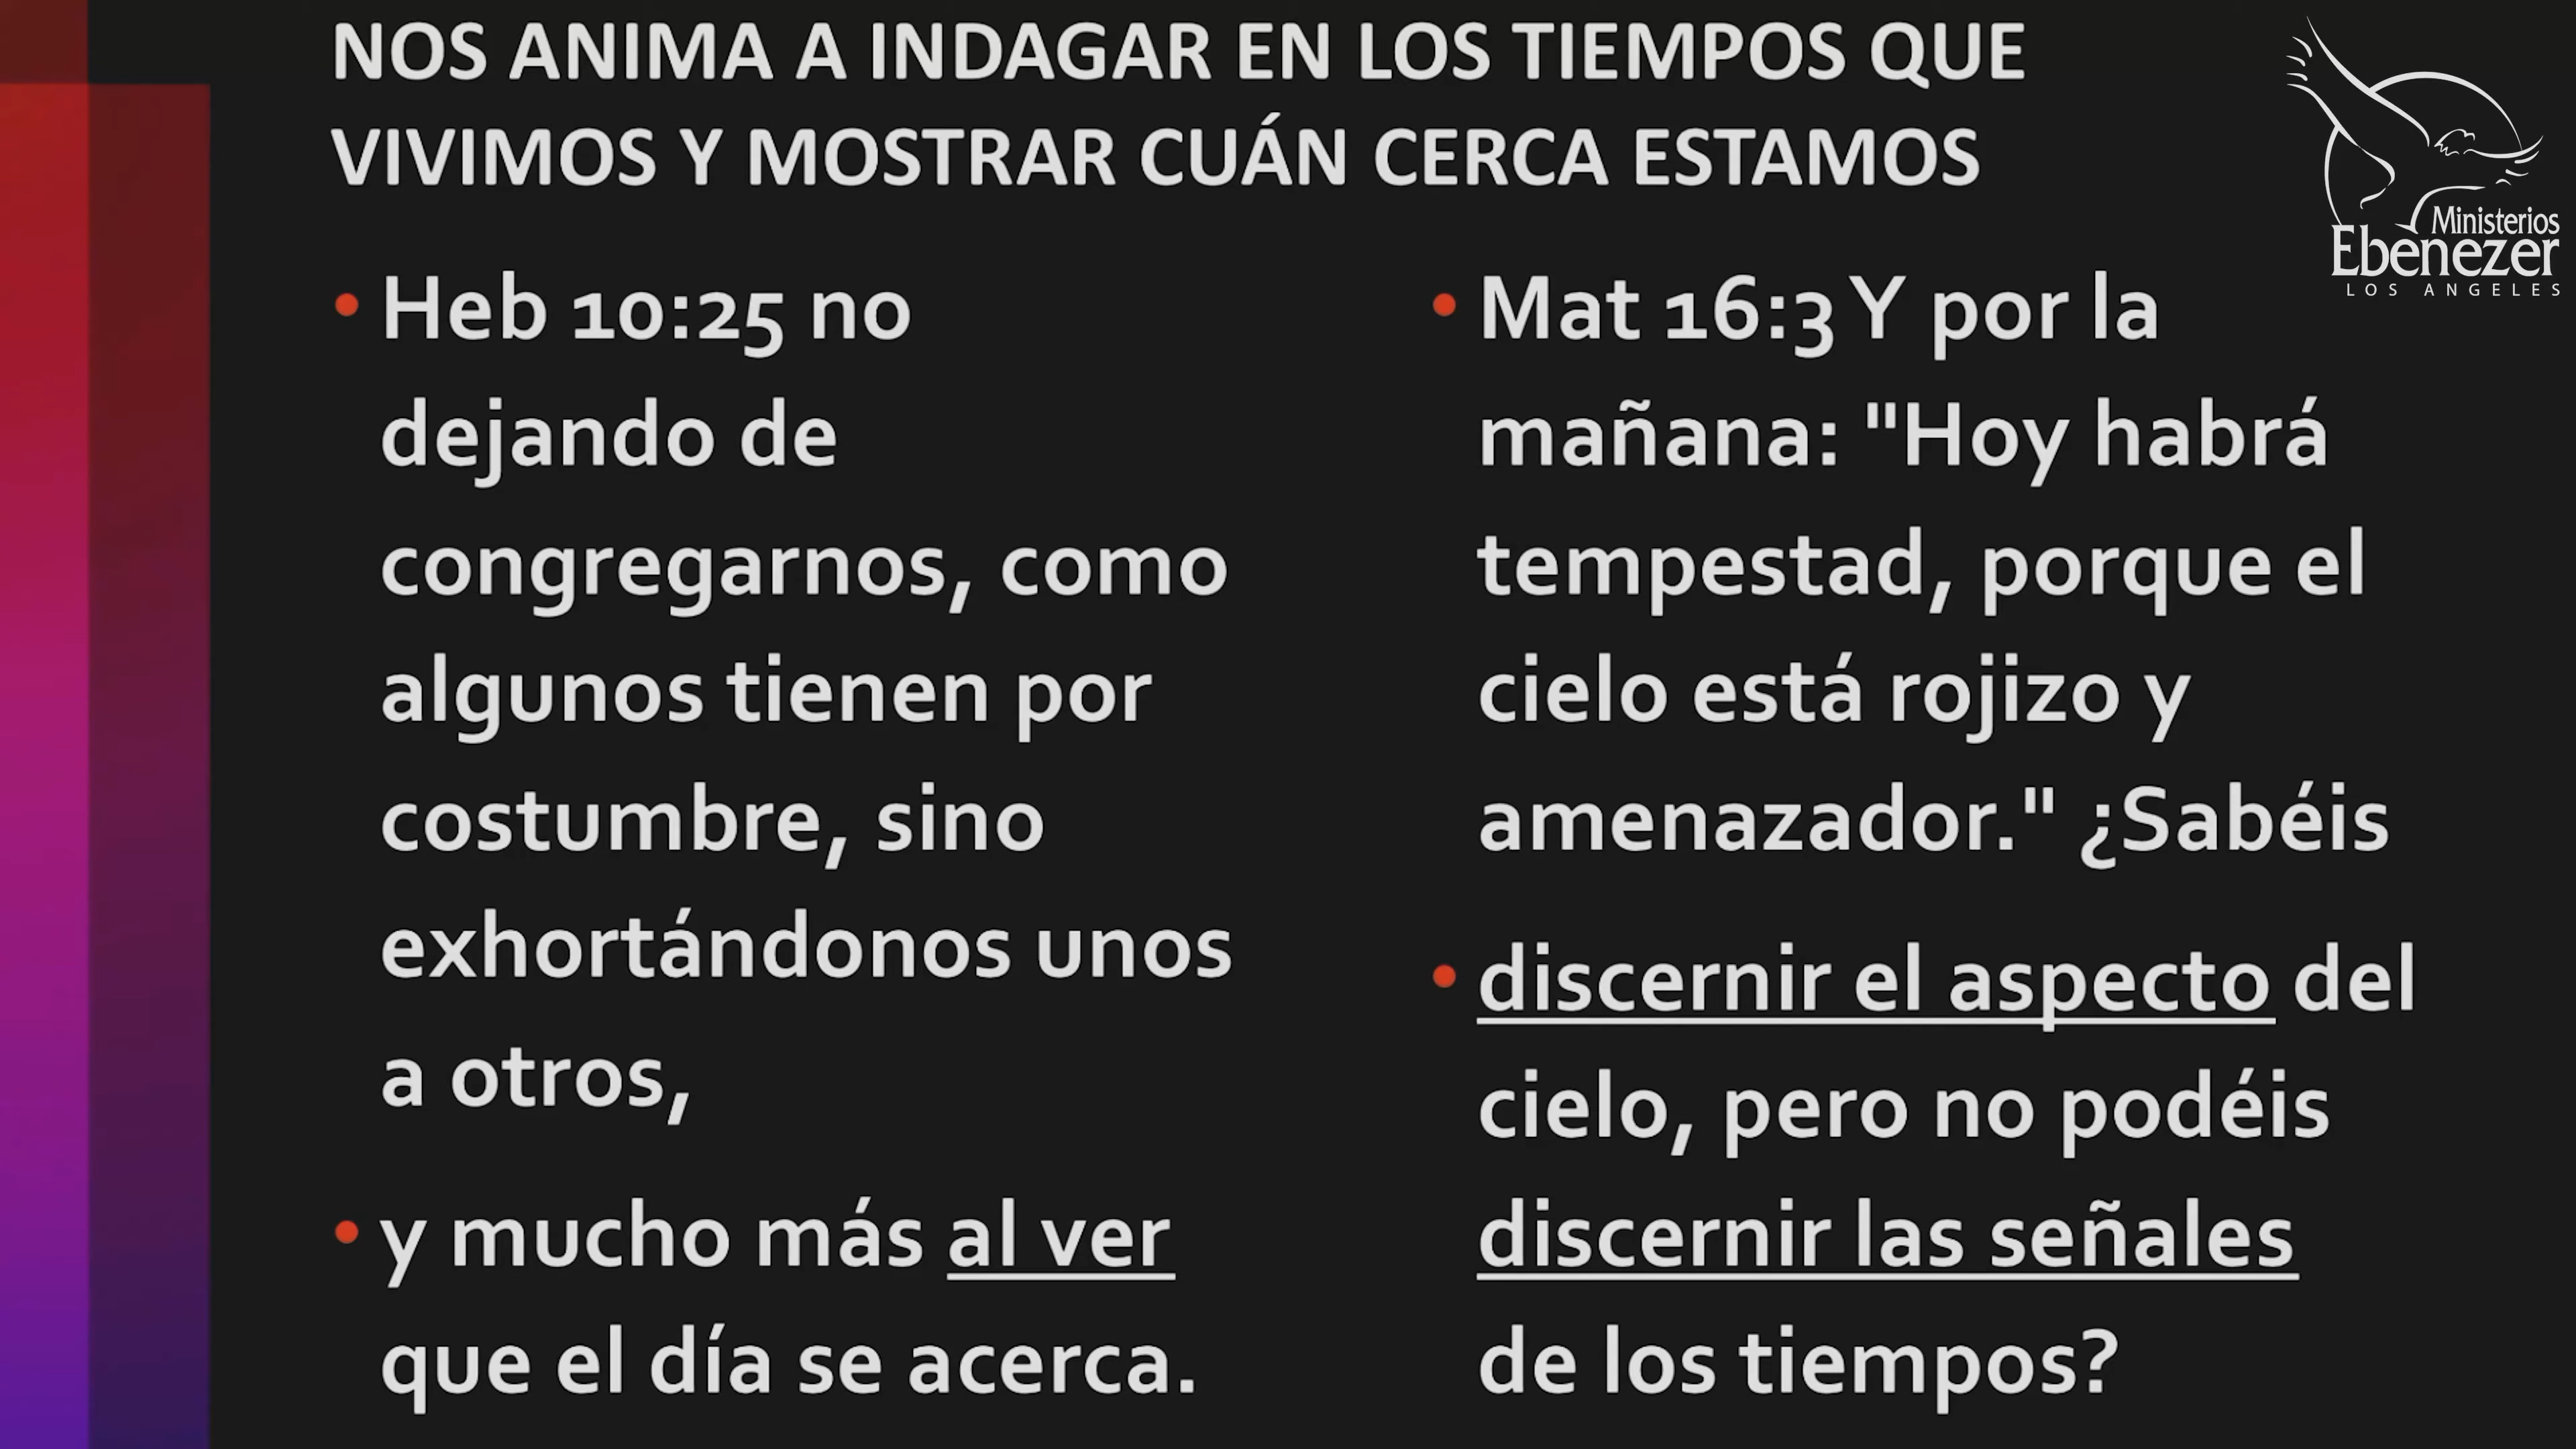 NOS ANIMA A INDAGAR EN LOS TIEMPOS QUE
VIVIMOS Y MOSTRAR CUÁN CERCA ESTAMOS
Ministerios
Ebenezer
LOS ANGELES
• Heb 10:25 no
dejando de
congregarnos, como
algunos tienen por
costumbre, sino
exhortándonos unos
a otros,
• y mucho más al ver
que el día se acerca.
• Mat 16:3 Y por la
mañana: "Hoy habrá
tempestad, porque el
cielo está rojizo y
amenazador." ¿Sabéis
• discernir el aspecto del
cielo, pero no podéis
discernir las señales
de los tiempos?